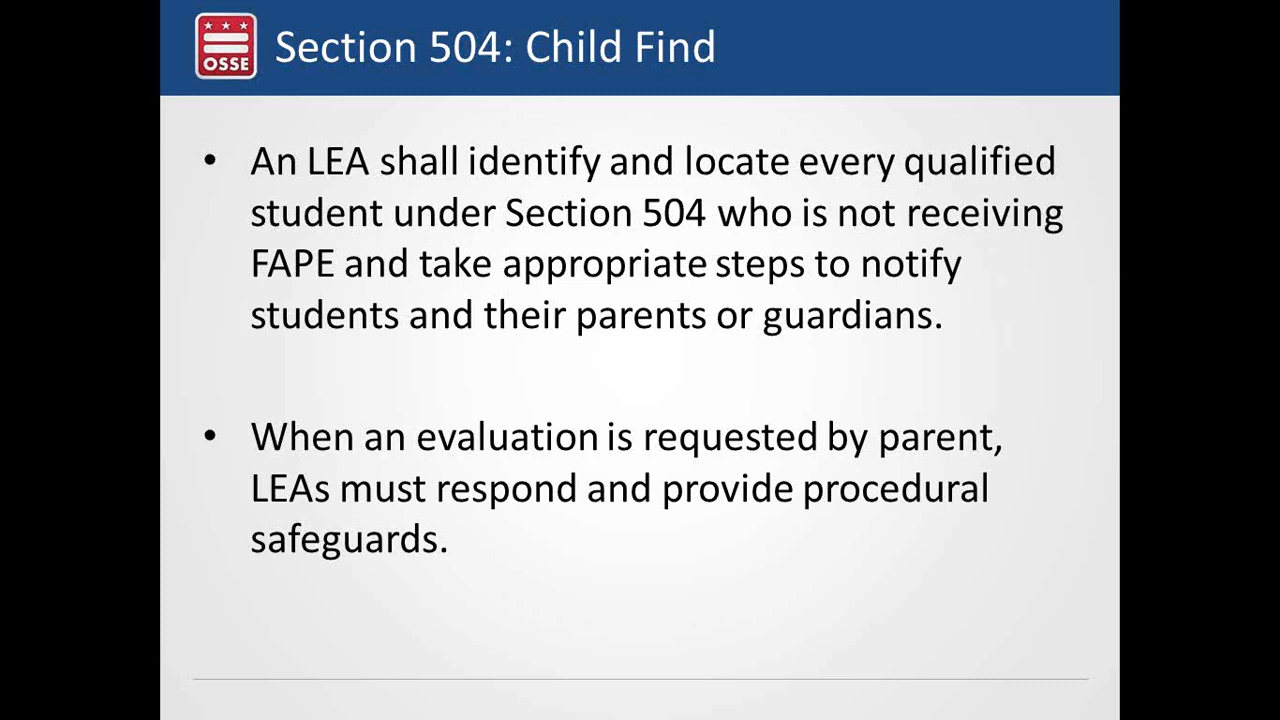 OSSE
Section 504: Child Find
• An LEA shall identify and locate every qualified
student under Section 504 who is not receiving
FAPE and take appropriate steps to notify
students and their parents or guardians.
• When an evaluation is requested by parent,
LEAs must respond and provide procedural
safeguards.